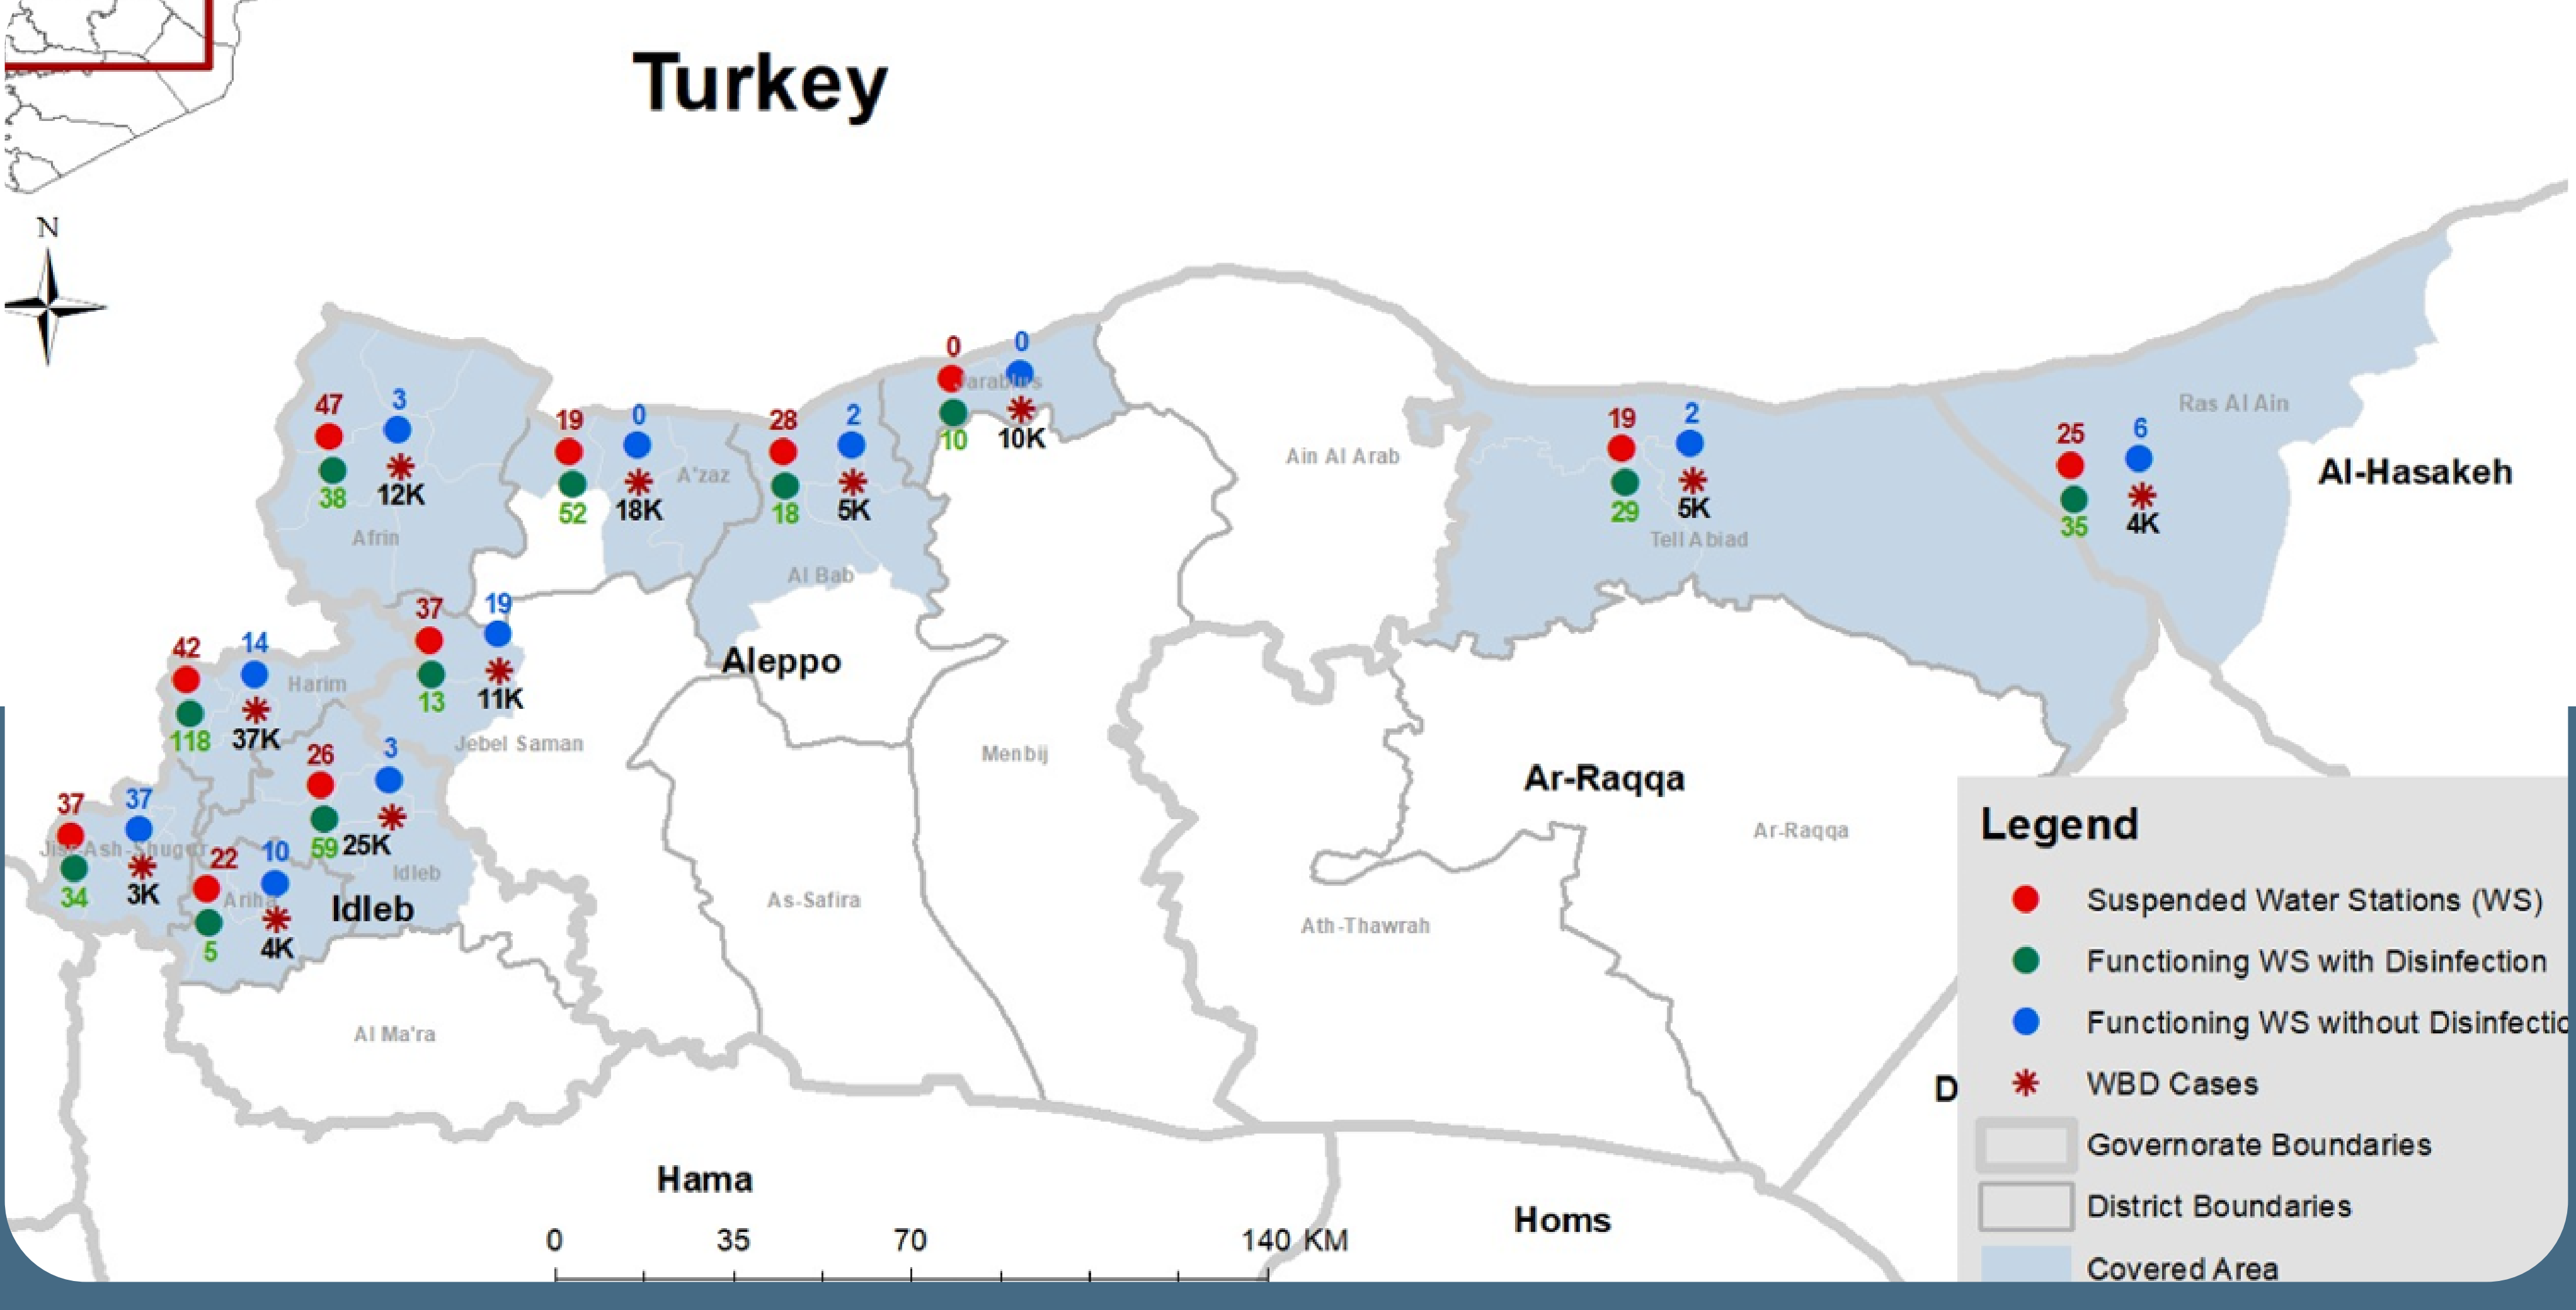 Turkey
N
0
0
Jarablus
10
10K
47
3
38
12K
Afrin
19
0
A'zaz
52
18K
28
2
18
5K
Al Bab
Ain Al Arab
19
2
29
5K
Tell Abiad
Ras Al Ain
25
6
35
4K
Al-Hasakeh
37
19
13
11K
Jebel Saman
Aleppo
42
14
Harim
118
37K
Menbij
26
3
59
25K
Idleb
Idleb
37
37
Jisr-Ash-Shugur
34
3K
22
10
Ariha
5
4K
As-Safira
Ar-Raqqa
Ar-Raqqa
Ath-Thawrah
Al Ma'ra
Hama
Homs
D
0 35 70 140 KM
Legend
Suspended Water Stations (WS)
Functioning WS with Disinfection
Functioning WS without Disinfectio
WBD Cases
Governorate Boundaries
District Boundaries
Covered Area